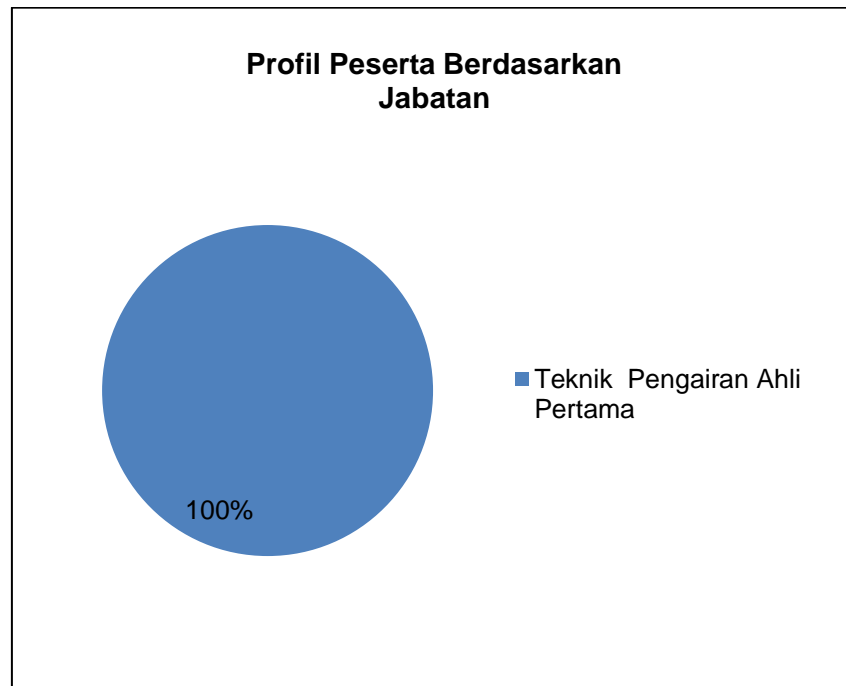 Profil Peserta Berdasarkan
Jabatan
100%
Teknik  Pengairan Ahli
Pertama